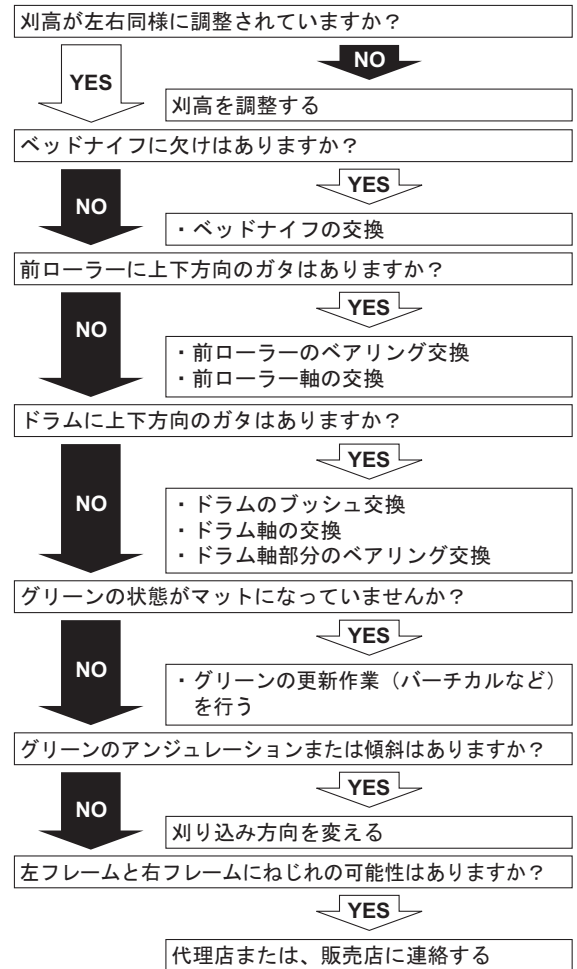 刈高が左右同様に調整されていますか？
YES
NO
刈高を調整する
ベッドナイフに欠けはありますか？
NO
YES
・ベッドナイフの交換
前ローラーに上下方向のガタはありますか？
NO
YES
・前ローラーのベアリング交換
・前ローラー軸の交換
ドラムに上下方向のガタはありますか？
NO
YES
・ドラムのブッシュ交換
・ドラム軸の交換
・ドラム軸部分のベアリング交換
グリーンの状態がマットになっていませんか？
NO
YES
・グリーンの更新作業（バーチカルなど）
を行う
グリーンのアンジュレーションまたは傾斜はありますか？
NO
YES
刈り込み方向を変える
左フレームと右フレームにねじれの可能性はありますか？
YES
代理店または、販売店に連絡する